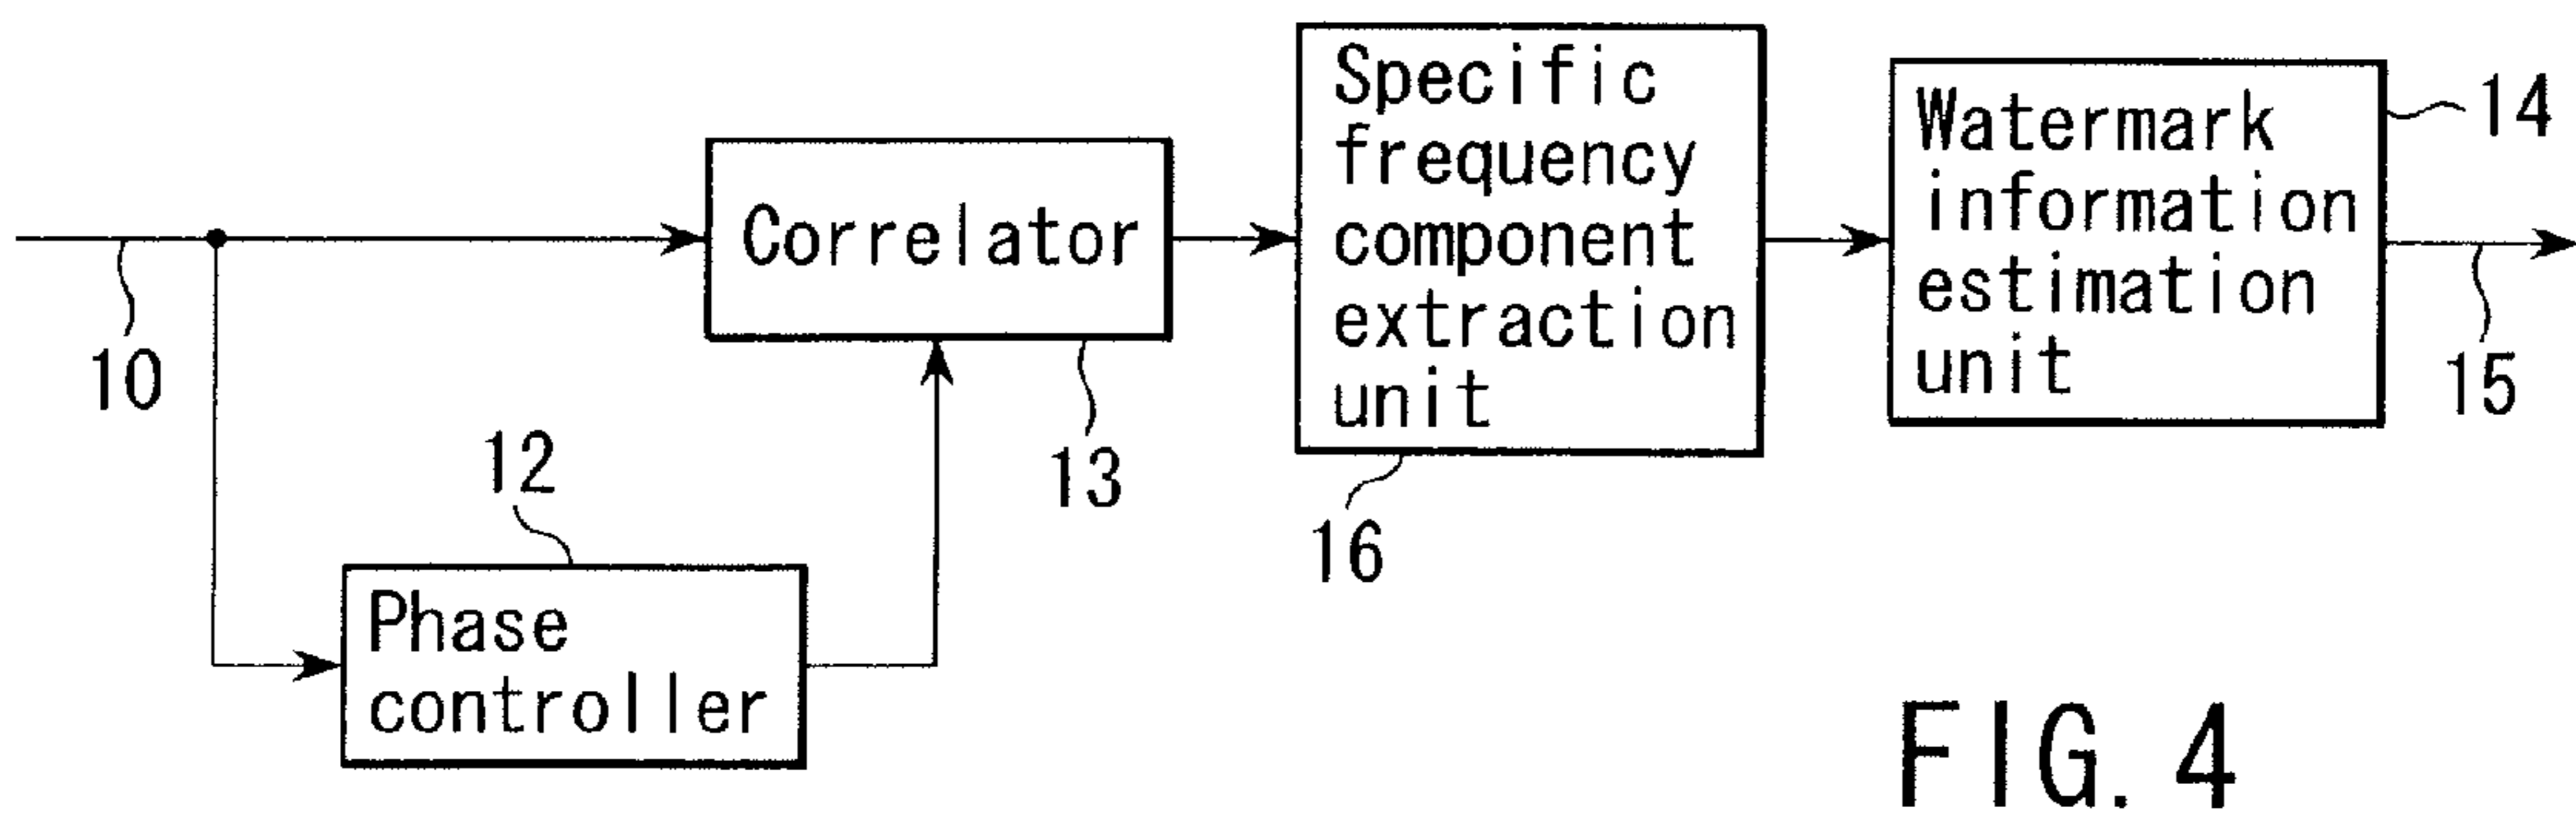 10
Correlator
13
Specific
frequency
component
extraction
unit
16
Watermark
information
estimation
unit
14
15
12
Phase
controller
FIG. 4